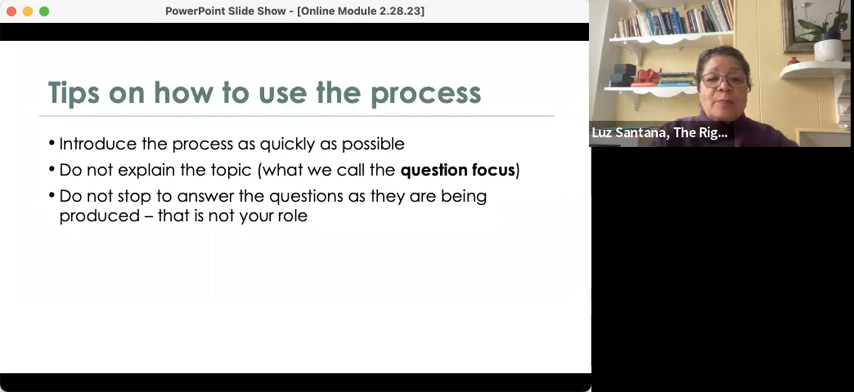 PowerPoint Slide Show - [Online Module 2.28.23]
Tips on how to use the process
• Introduce the process as quickly as possible
• Do not explain the topic (what we call the question focus)
• Do not stop to answer the questions as they are being
produced – that is not your role
Luz Santana, The Rig...